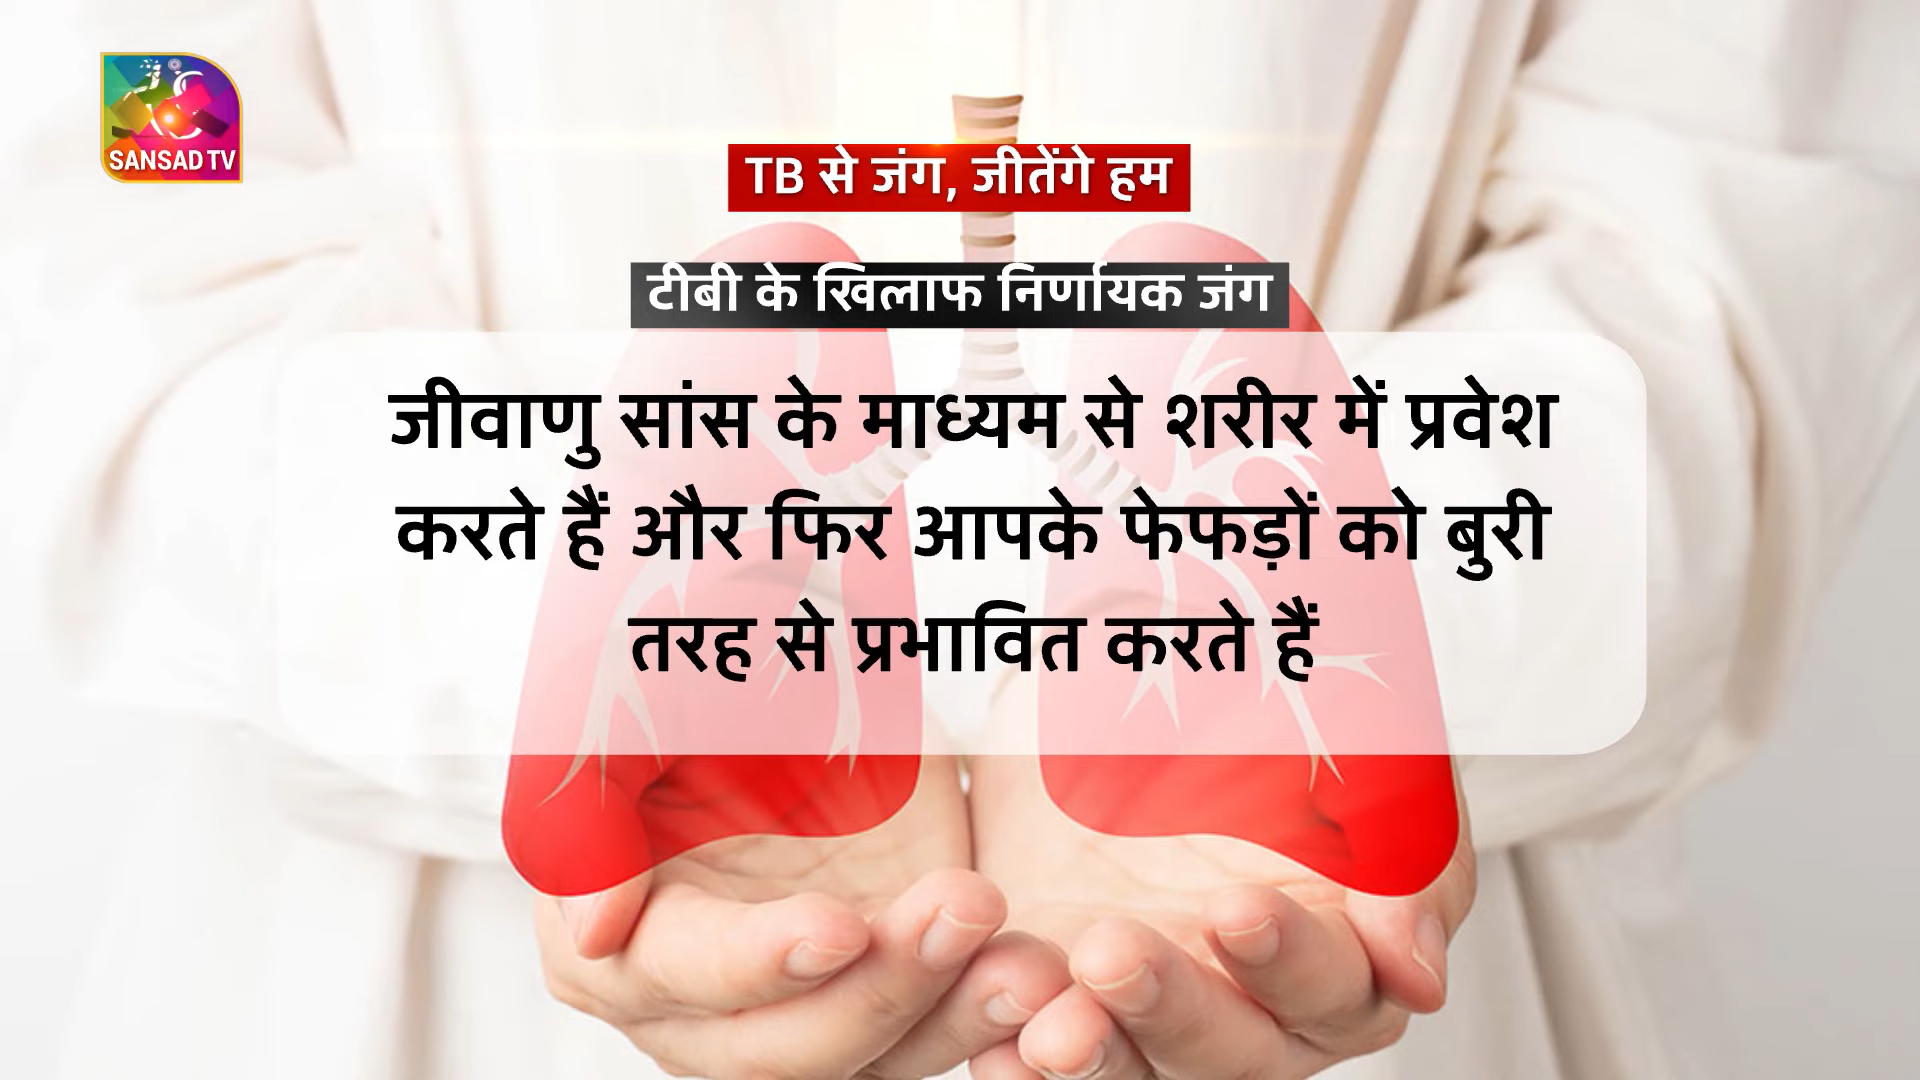 SANSAD TV
TB से जंग, जीतेंगे हम
टीबी के खिलाफ निर्णायक जंग
जीवाणु सांस के माध्यम से शरीर में प्रवेश
करते हैं और फिर आपके फेफड़ों को बुरी
तरह से प्रभावित करते हैं